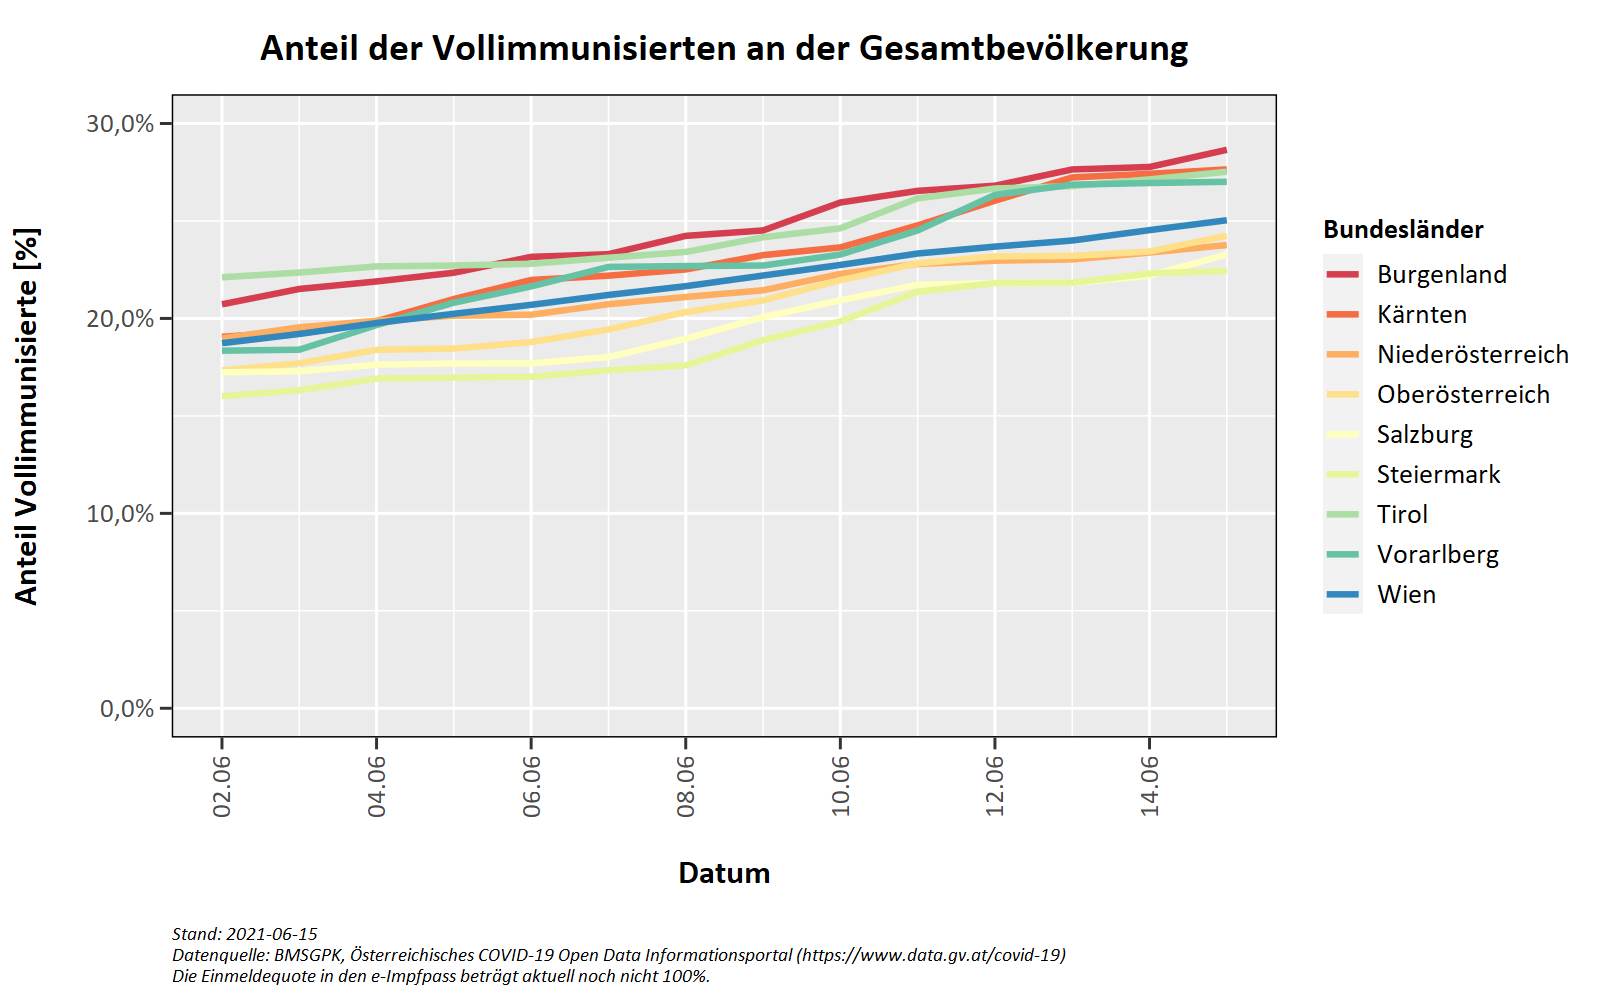 Anteil der Vollimmunisierten an der Gesamtbevölkerung
Anteil Vollimmunisierte [%]
30,0%
20,0%
10,0%
0,0%
02.06
04.06
06.06
08.06
10.06
12.06
14.06
Datum
Bundesländer
Burgenland
Kärnten
Niederösterreich
Oberösterreich
Salzburg
Steiermark
Tirol
Vorarlberg
Wien
Stand: 2021-06-15
Datenquelle: BMSGPK, Österreichisches COVID-19 Open Data Informationsportal (https://www.data.gv.at/covid-19)
Die Einmeldequote in den e-Impfpass beträgt aktuell noch nicht 100%.